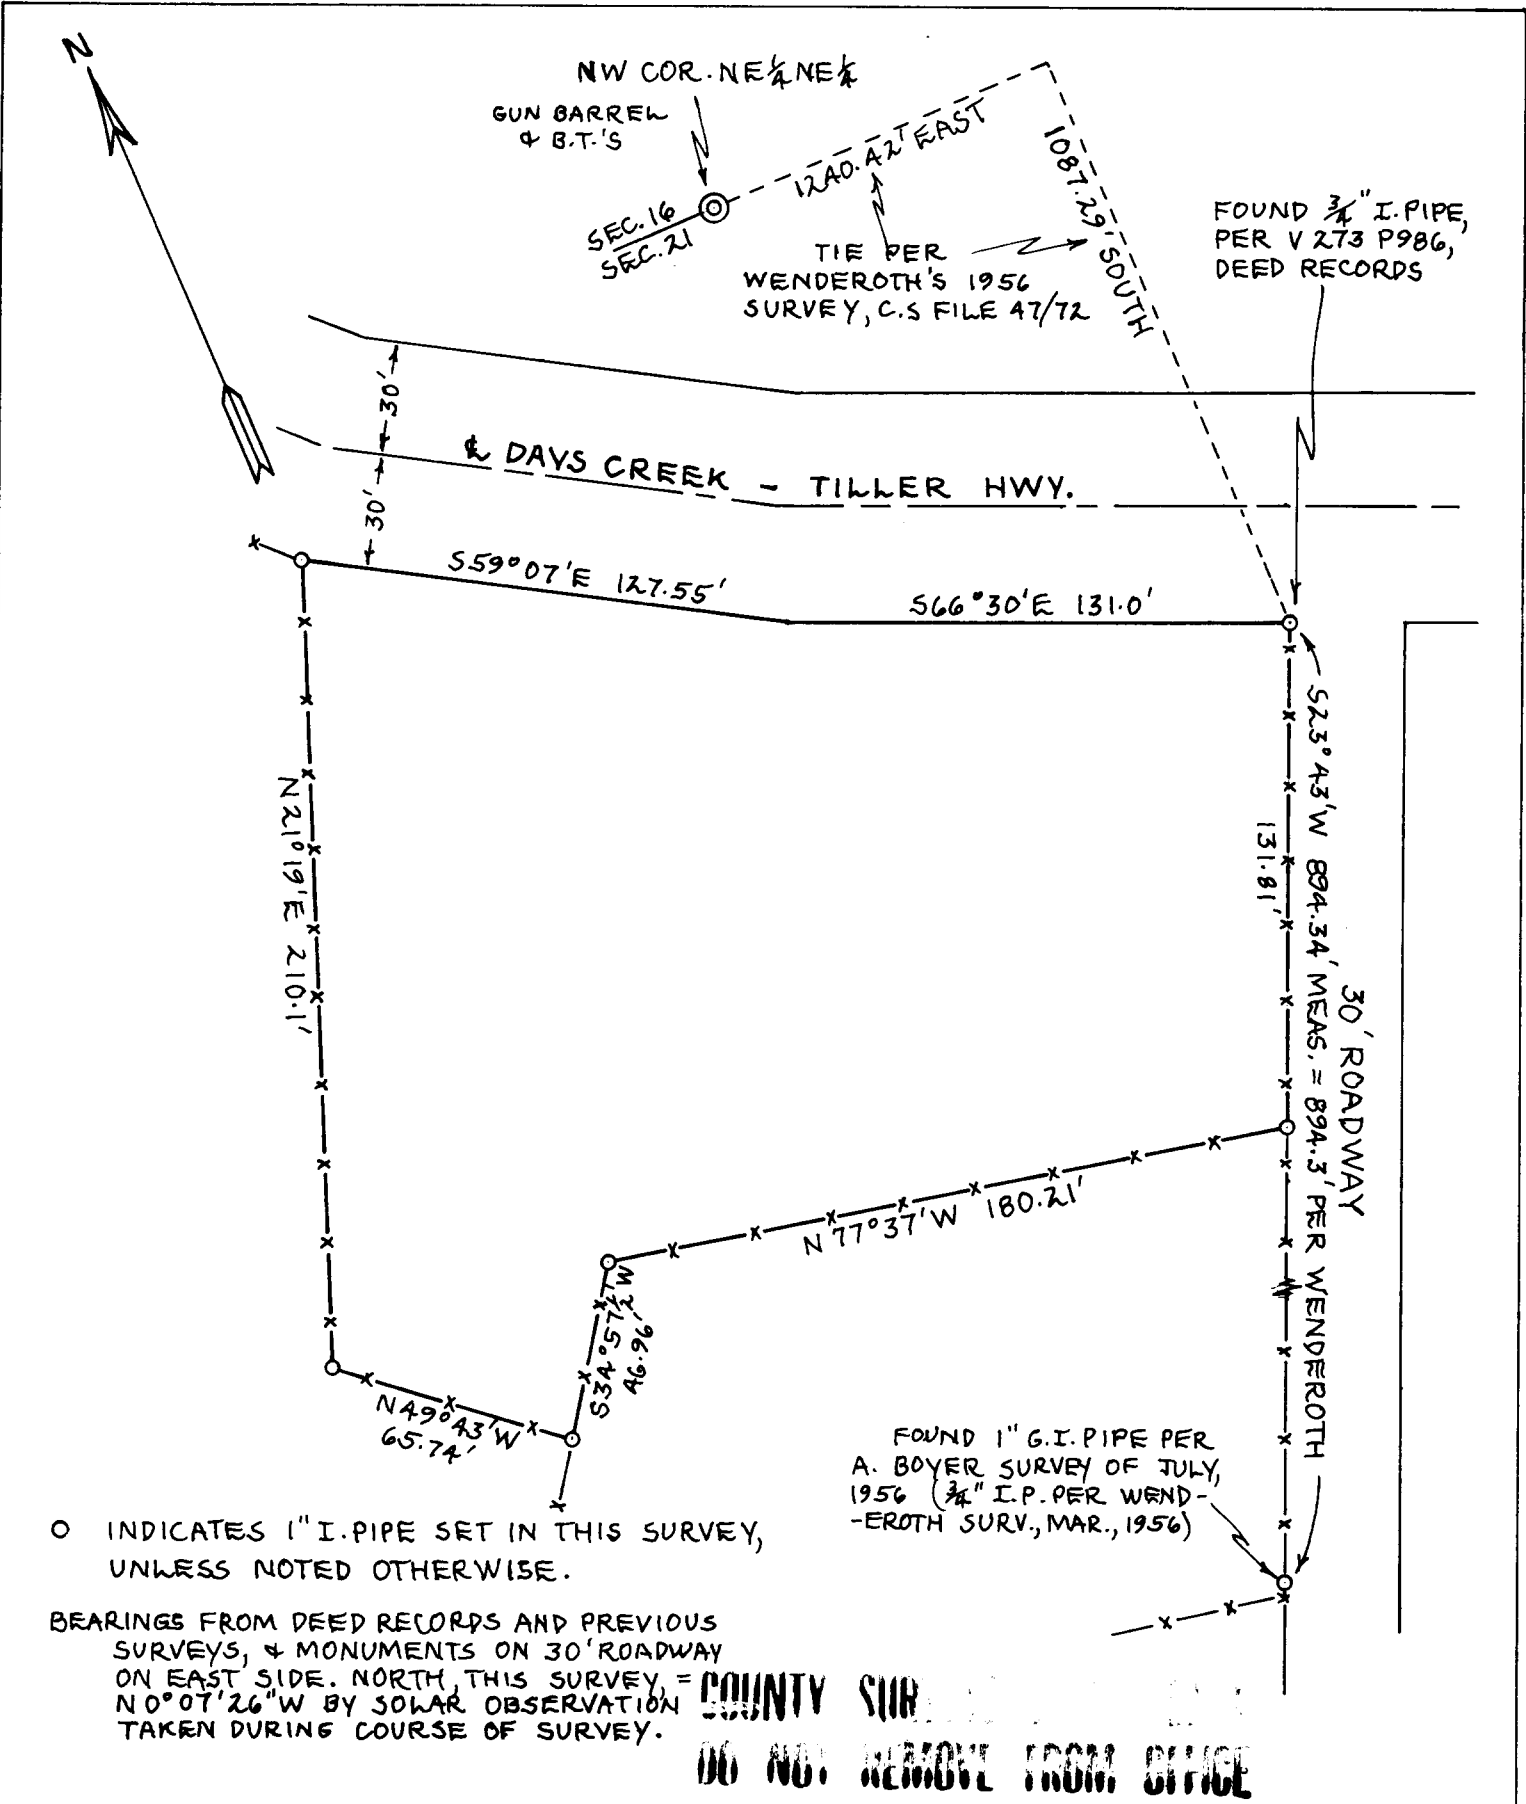 N
NW COR. NE¼ NE¼
GUN BARREL
& B.T.'S
SEC. 16
SEC. 21
1240.42' EAST
1087.29' SOUTH
TIE PER
WENDEROTH'S 1956
SURVEY, C.S FILE 47/72
FOUND ¾" I. PIPE,
PER V 273 P986,
DEED RECORDS
30'
30'
℄ DAYS CREEK - TILLER HWY.
S59°07'E 127.55'
S66°30'E 131.0'
N21°19'E 210.1'
131.81'
S23°43'W 894.34' MEAS. = 894.3' PER WENDEROTH
30' ROADWAY
N 77°37'W 180.21'
S34°57½'W
46.96'
N49°43'W
65.74'
FOUND 1" G.I. PIPE PER
A. BOYER SURVEY OF JULY,
1956 (¾" I.P. PER WEND-
-EROTH SURV., MAR., 1956)
O INDICATES 1" I. PIPE SET IN THIS SURVEY,
UNLESS NOTED OTHERWISE.
BEARINGS FROM DEED RECORDS AND PREVIOUS
SURVEYS, & MONUMENTS ON 30' ROADWAY
ON EAST SIDE. NORTH, THIS SURVEY, =
N 0°07'26"W BY SOLAR OBSERVATION
TAKEN DURING COURSE OF SURVEY.
COUNTY SUR
DO NOT REMOVE FROM OFFICE